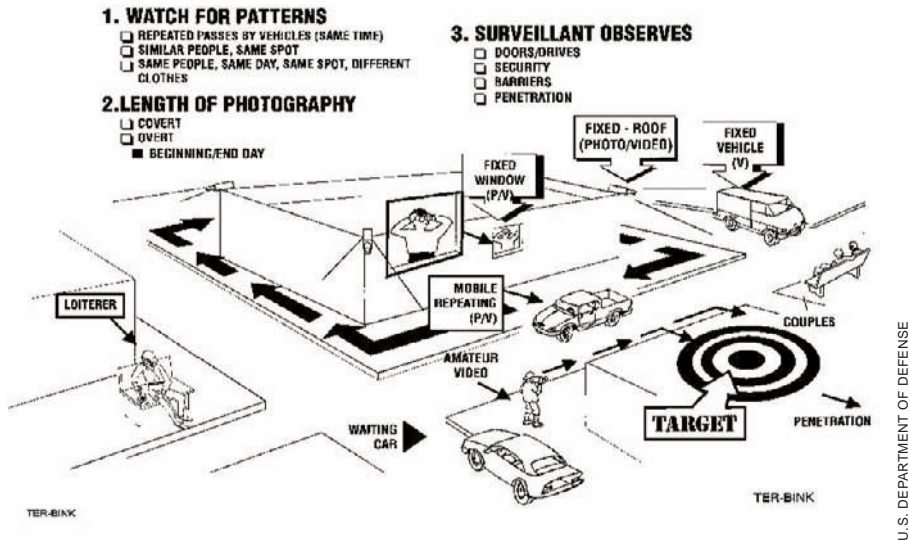 1. WATCH FOR PATTERNS
REPEATED PASSES BY VEHICLES (SAME TIME)
SIMILAR PEOPLE, SAME SPOT
SAME PEOPLE, SAME DAY, SAME SPOT, DIFFERENT
CLOTHES
2.LENGTH OF PHOTOGRAPHY
COVERT
OVERT
BEGINNING/END DAY
3. SURVEILLANT OBSERVES
DOORS/DRIVES
SECURITY
BARRIERS
PENETRATION
FIXED - ROOF
(PHOTO/VIDEO)
FIXED
VEHICLE
(V)
FIXED
WINDOW
(P/V)
LOITERER
MOBILE
REPEATING
(P/V)
COUPLES
AMATEUR
VIDEO
WAITING
CAR
TARGET
PENETRATION
TER-BINK
TER-BINK
U.S. DEPARTMENT OF DEFENSE